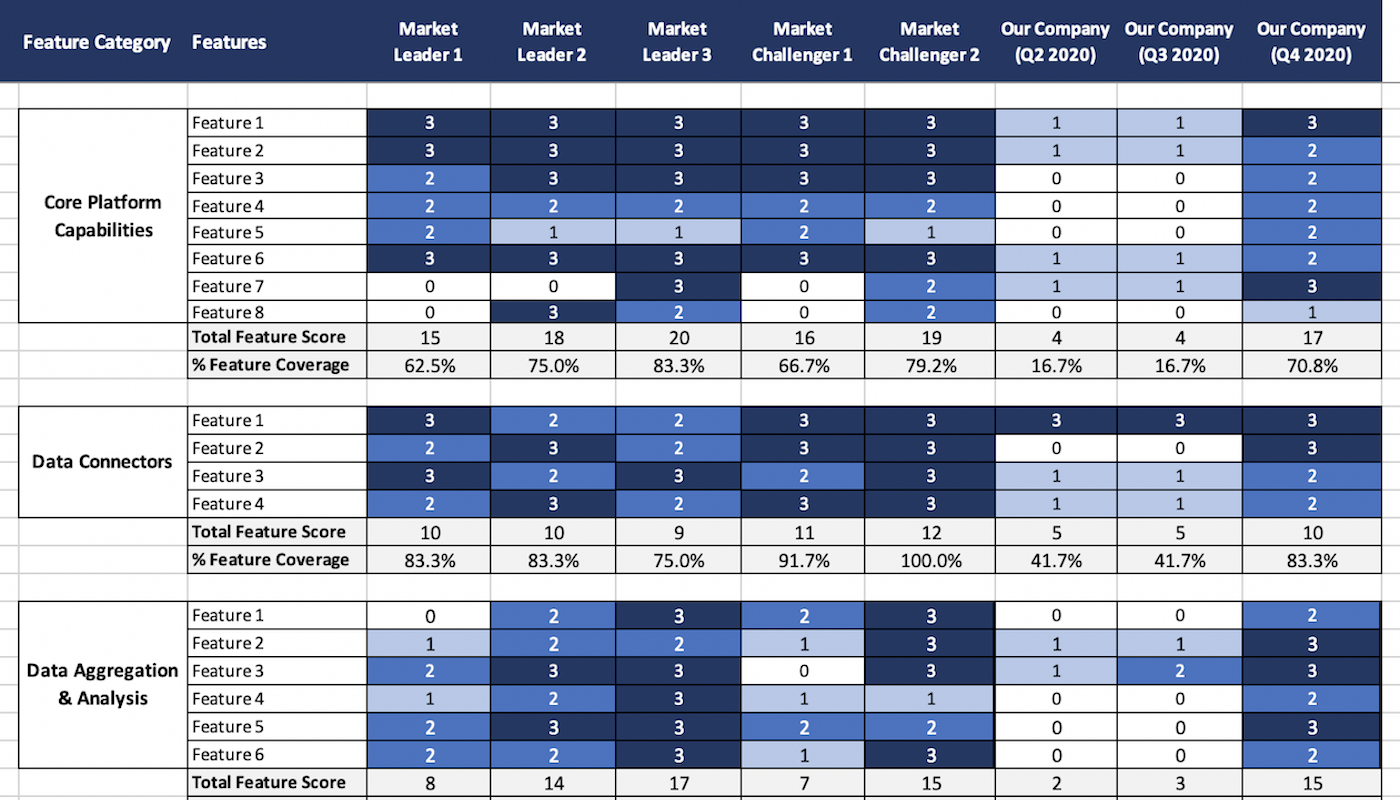 Feature Category Features Market Leader 1 Market Leader 2 Market Leader 3 Market Challenger 1 Market Challenger 2 Our Company (Q2 2020) Our Company (Q3 2020) Our Company (Q4 2020)
Core Platform Capabilities
Feature 1 3 3 3 3 3 1 1 3
Feature 2 3 3 3 3 3 1 1 2
Feature 3 2 3 3 3 3 0 0 2
Feature 4 2 2 2 2 2 0 0 2
Feature 5 2 1 1 2 1 0 0 2
Feature 6 3 3 3 3 3 1 1 2
Feature 7 0 0 3 0 2 1 1 3
Feature 8 0 3 2 0 2 0 0 1
Total Feature Score 15 18 20 16 19 4 4 17
% Feature Coverage 62.5% 75.0% 83.3% 66.7% 79.2% 16.7% 16.7% 70.8%
Data Connectors
Feature 1 3 2 2 3 3 3 3 3
Feature 2 2 3 2 3 3 0 0 3
Feature 3 3 2 3 2 3 1 1 2
Feature 4 2 3 2 3 3 1 1 2
Total Feature Score 10 10 9 11 12 5 5 10
% Feature Coverage 83.3% 83.3% 75.0% 91.7% 100.0% 41.7% 41.7% 83.3%
Data Aggregation & Analysis
Feature 1 0 2 3 2 3 0 0 2
Feature 2 1 2 2 1 3 1 1 3
Feature 3 2 3 3 0 3 1 2 3
Feature 4 1 2 3 1 1 0 0 2
Feature 5 2 3 3 2 2 0 0 3
Feature 6 2 2 3 1 3 0 0 2
Total Feature Score 8 14 17 7 15 2 3 15